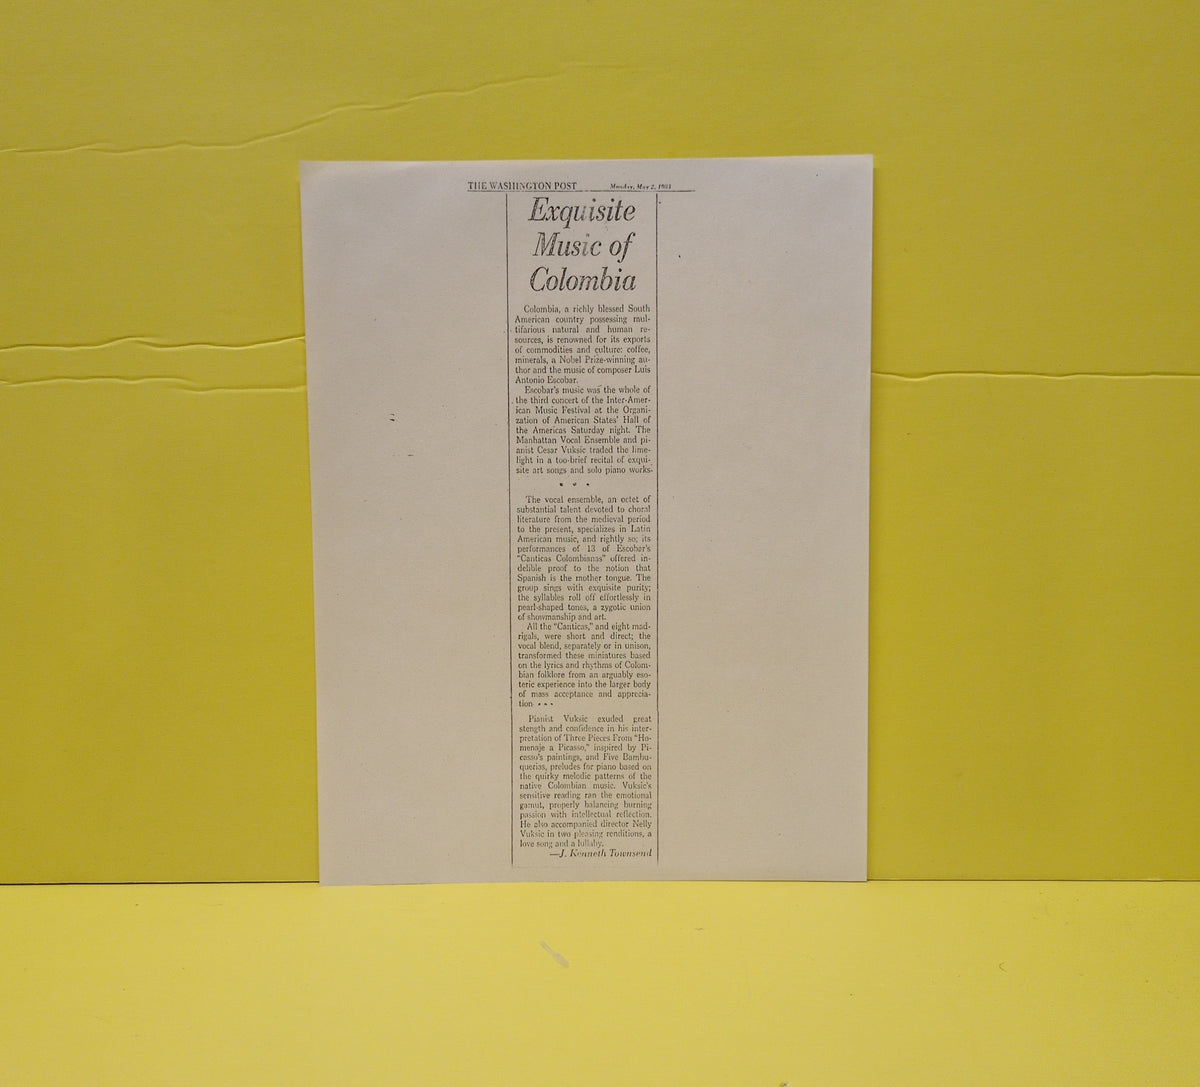 THE WASHINGTON POST Monday, May 2, 1983
Exquisite
Music of
Colombia
Colombia, a richly blessed South
American country possessing mul-
tifarious natural and human re-
sources, is renowned for its exports
of commodities and culture: coffee,
minerals, a Nobel Prize-winning au-
thor and the music of composer Luis
Antonio Escobar.
Escobar's music was the whole of
the third concert of the Inter-Amer-
ican Music Festival at the Organi-
zation of American States' Hall of
the Americas Saturday night. The
Manhattan Vocal Ensemble and pi-
anist Cesar Vuksic traded the lime-
light in a too-brief recital of exqui-
site art songs and solo piano works.
• • •
The vocal ensemble, an octet of
substantial talent devoted to choral
literature from the medieval period
to the present, specializes in Latin
American music, and rightly so; its
performances of 13 of Escobar's
"Canticas Colombianas" offered in-
delible proof to the notion that
Spanish is the mother tongue. The
group sings with exquisite purity;
the syllables roll off effortlessly in
pearl-shaped tones, a zygotic union
of showmanship and art.
All the "Canticas," and eight mad-
rigals, were short and direct; the
vocal blend, separately or in unison,
transformed these miniatures based
on the lyrics and rhythms of Colom-
bian folklore from an arguably eso-
teric experience into the larger body
of mass acceptance and apprecia-
tion • • •
Pianist Vuksic exuded great
stength and confidence in his inter-
pretation of Three Pieces From "Ho-
menaje a Picasso," inspired by Pi-
casso's paintings, and Five Bambu-
querias, preludes for piano based on
the quirky melodic patterns of the
native Colombian music. Vuksic's
sensitive reading ran the emotional
gamut, properly balancing burning
passion with intellectual reflection.
He also accompanied director Nelly
Vuksic in two pleasing renditions, a
love song and a lullaby.
—J. Kenneth Townsend